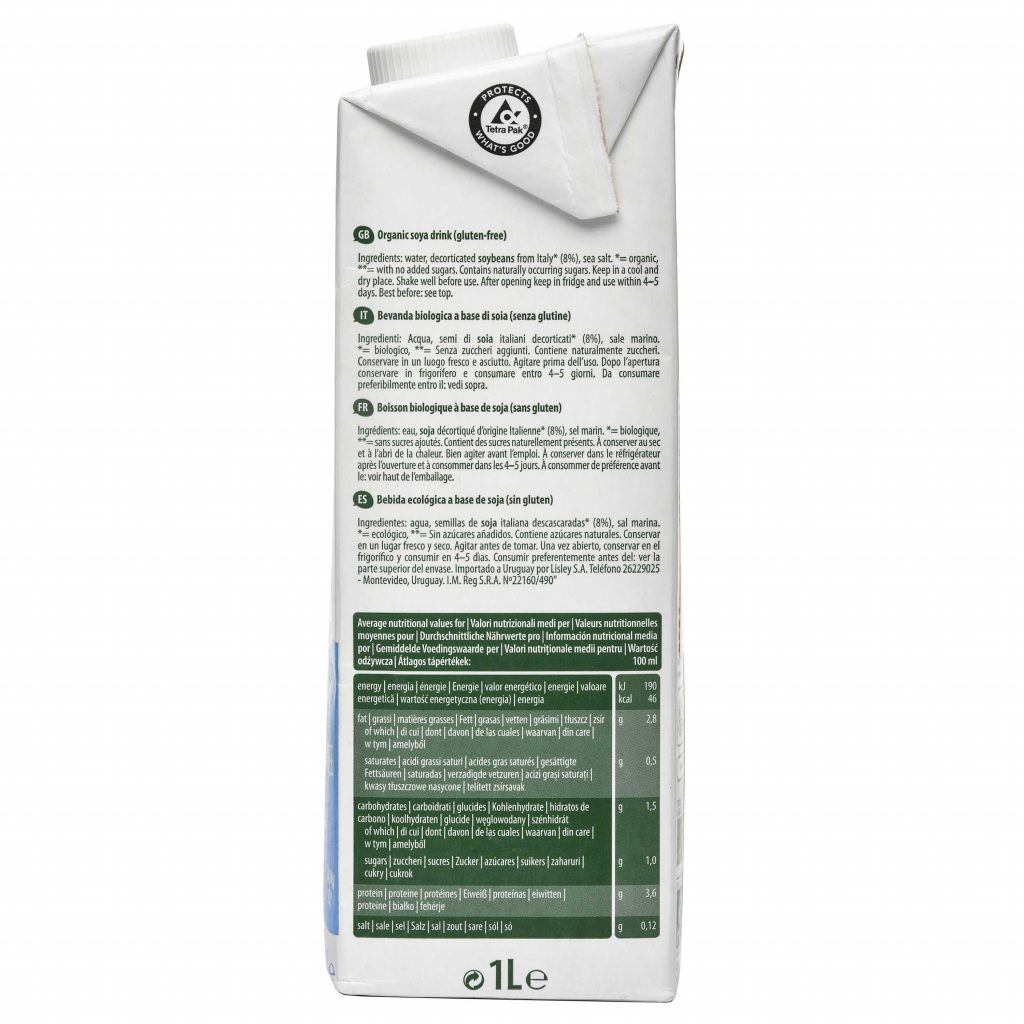 PROTECTS
Tetra Pak®
WHAT'S GOOD
GB Organic soya drink (gluten-free)
Ingredients: water, decorticated soybeans from Italy* (8%), sea salt. *= organic,
**= with no added sugars. Contains naturally occurring sugars. Keep in a cool and
dry place. Shake well before use. After opening keep in fridge and use within 4–5
days. Best before: see top.
IT Bevanda biologica a base di soia (senza glutine)
Ingredienti: Acqua, semi di soia italiani decorticati* (8%), sale marino.
*= biologico, **= Senza zuccheri aggiunti. Contiene naturalmente zuccheri.
Conservare in un luogo fresco e asciutto. Agitare prima dell'uso. Dopo l'apertura
conservare in frigorifero e consumare entro 4–5 giorni. Da consumare
preferibilmente entro il: vedi sopra.
FR Boisson biologique à base de soja (sans gluten)
Ingrédients: eau, soja décortiqué d'origine Italienne* (8%), sel marin. *= biologique,
**= sans sucres ajoutés. Contient des sucres naturellement présents. À conserver au sec
et à l'abri de la chaleur. Bien agiter avant l'emploi. À conserver dans le réfrigérateur
après l'ouverture et à consommer dans les 4–5 jours. À consommer de préférence avant
le: voir haut de l'emballage.
ES Bebida ecológica a base de soja (sin gluten)
Ingredientes: agua, semillas de soja italiana descascaradas* (8%), sal marina.
*= ecológico, **= Sin azúcares añadidos. Contiene azúcares naturales. Conservar
en un lugar fresco y seco. Agitar antes de tomar. Una vez abierto, conservar en el
frigorífico y consumir en 4–5 dias. Consumir preferentemente antes del: ver la
parte superior del envase. Importado a Uruguay por Lisley S.A. Teléfono 26229025
- Montevideo, Uruguay. I.M. Reg S.R.A. Nº22160/490"
Average nutritional values for | Valori nutrizionali medi per | Valeurs nutritionnelles
moyennes pour | Durchschnittliche Nährwerte pro | Información nutricional media
por | Gemiddelde Voedingswaarde per | Valori nutriționale medii pentru | Wartość
odżywcza | Átlagos tápértékek: 100 ml
energy | energia | énergie | Energie | valor energético | energie | valoare kJ 190
energetică | wartość energetyczna (energia) | energia kcal 46
fat | grassi | matières grasses | Fett | grasas | vetten | grăsimi | tłuszcz | zsír g 2,8
of which | di cui | dont | davon | de las cuales | waarvan | din care |
w tym | amelyből
saturates | acidi grassi saturi | acides gras saturés | gesättigte g 0,5
Fettsäuren | saturadas | verzadigde vetzuren | acizi grași saturați |
kwasy tłuszczowe nasycone | telített zsírsavak
carbohydrates | carboidrati | glucides | Kohlenhydrate | hidratos de g 1,5
carbono | koolhydraten | glucide | węglowodany | szénhidrát
of which | di cui | dont | davon | de las cuales | waarvan | din care |
w tym | amelyből
sugars | zuccheri | sucres | Zucker | azúcares | suikers | zaharuri | g 1,0
cukry | cukrok
protein | proteine | protéines | Eiweiß | proteínas | eiwitten | g 3,6
proteine | białko | fehérje
salt | sale | sel | Salz | sal | zout | sare | sól | só g 0,12
1L e